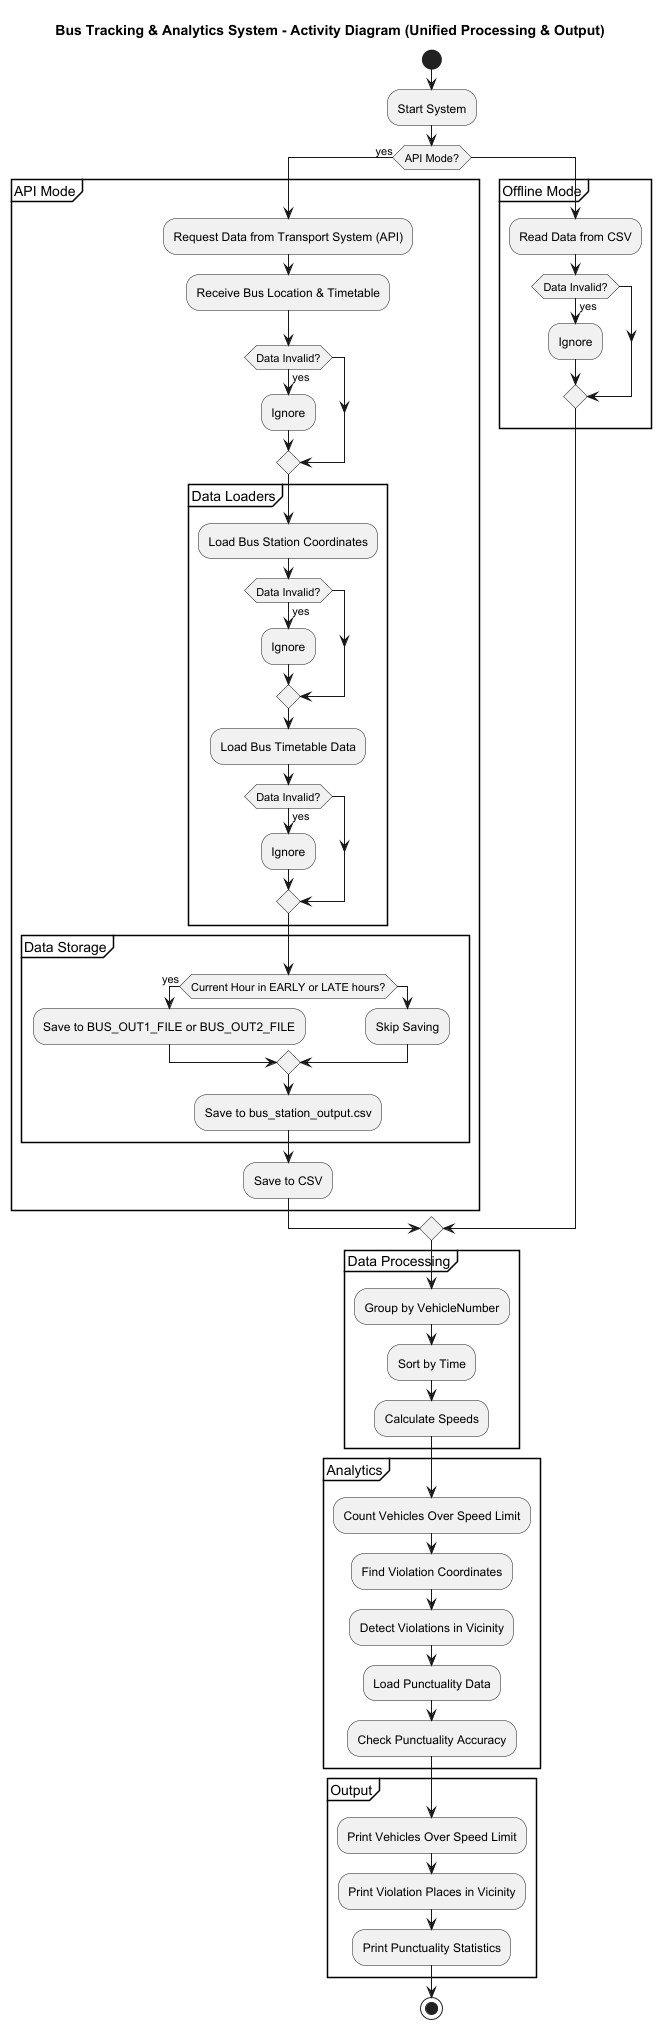 Bus Tracking & Analytics System - Activity Diagram (Unified Processing & Output)
Start System
API Mode?
yes
API Mode
Request Data from Transport System (API)
Receive Bus Location & Timetable
Data Invalid?
yes
Ignore
Data Loaders
Load Bus Station Coordinates
Data Invalid?
yes
Ignore
Load Bus Timetable Data
Data Invalid?
yes
Ignore
Data Storage
Current Hour in EARLY or LATE hours?
yes
Save to BUS_OUT1_FILE or BUS_OUT2_FILE
Skip Saving
Save to bus_station_output.csv
Save to CSV
Offline Mode
Read Data from CSV
Data Invalid?
yes
Ignore
Data Processing
Group by VehicleNumber
Sort by Time
Calculate Speeds
Analytics
Count Vehicles Over Speed Limit
Find Violation Coordinates
Detect Violations in Vicinity
Load Punctuality Data
Check Punctuality Accuracy
Output
Print Vehicles Over Speed Limit
Print Violation Places in Vicinity
Print Punctuality Statistics